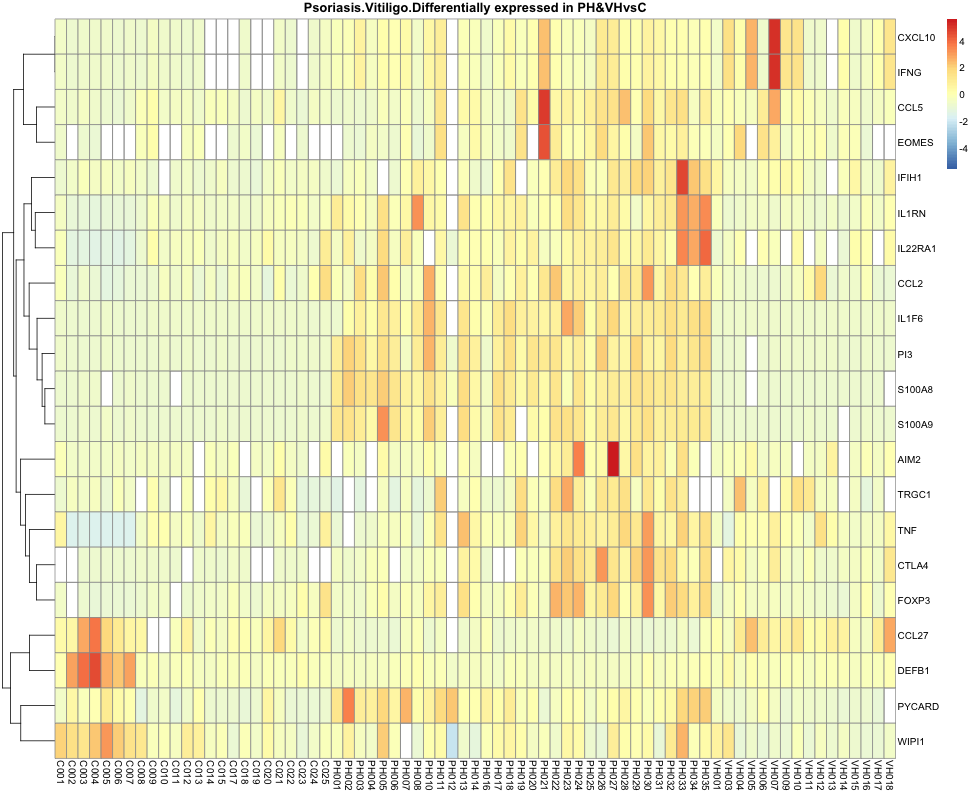 Psoriasis.Vitiligo.Differentially expressed in PH&VHvsC
CXCL10
IFNG
CCL5
EOMES
IFIH1
IL1RN
IL22RA1
CCL2
IL1F6
PI3
S100A8
S100A9
AIM2
TRGC1
TNF
CTLA4
FOXP3
CCL27
DEFB1
PYCARD
WIPI1
4
2
0
-2
-4
C001
C002
C003
C004
C005
C006
C007
C008
C009
C010
C011
C012
C013
C014
C015
C017
C018
C019
C020
C021
C022
C023
C024
C025
PH001
PH002
PH003
PH004
PH005
PH006
PH007
PH008
PH010
PH011
PH012
PH013
PH014
PH016
PH017
PH018
PH019
PH020
PH021
PH022
PH023
PH024
PH025
PH026
PH027
PH028
PH029
PH030
PH031
PH032
PH033
PH034
PH035
VH001
VH003
VH004
VH005
VH006
VH007
VH009
VH010
VH011
VH012
VH013
VH014
VH015
VH016
VH017
VH018